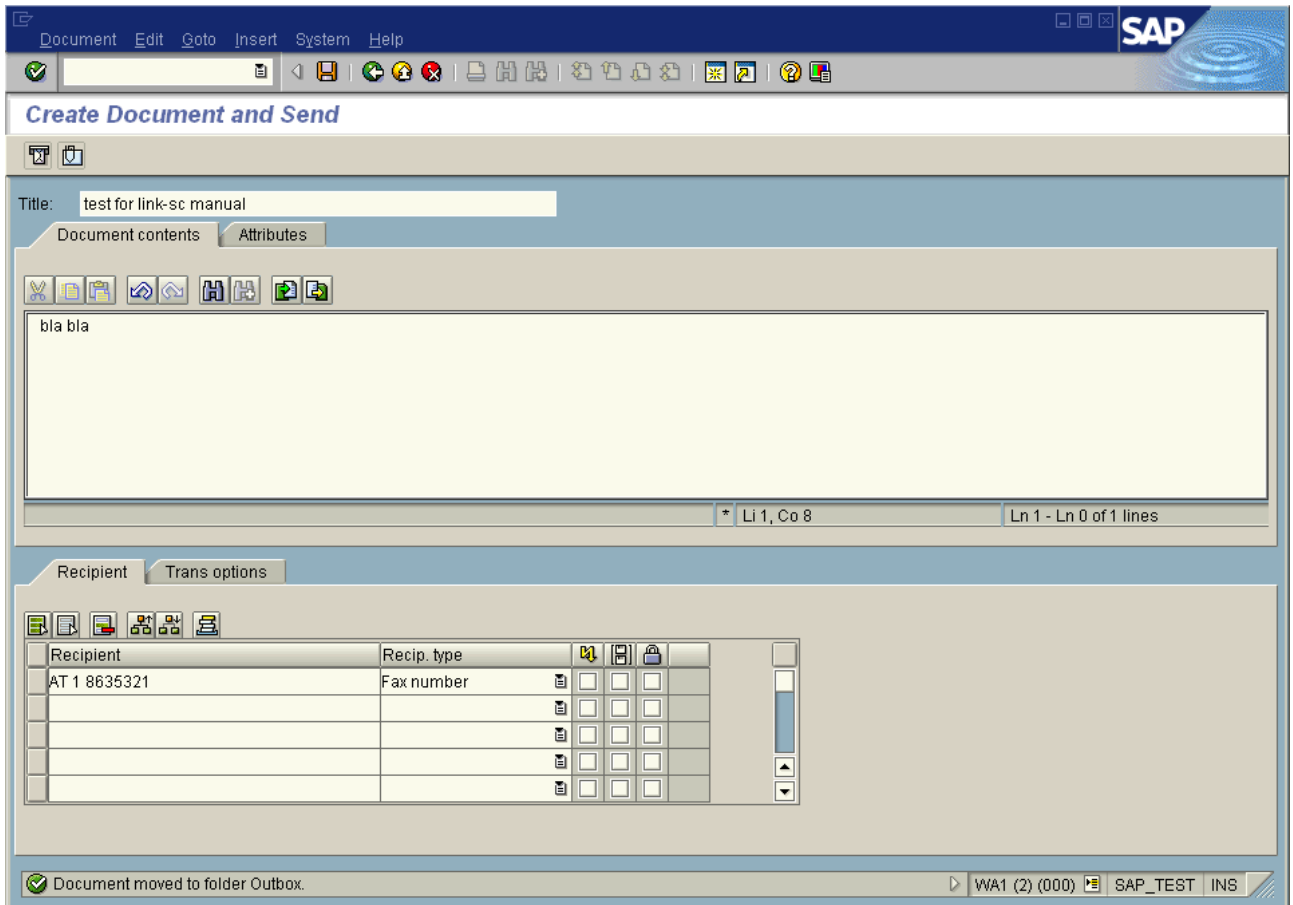 Document Edit Goto Insert System Help
SAP
Create Document and Send
Title: test for link-sc manual
Document contents Attributes
bla bla
* Li 1, Co 8 Ln 1 - Ln 0 of 1 lines
Recipient Trans options
Recipient Recip. type
AT 1 8635321 Fax number
Document moved to folder Outbox. WA1 (2) (000) SAP_TEST INS